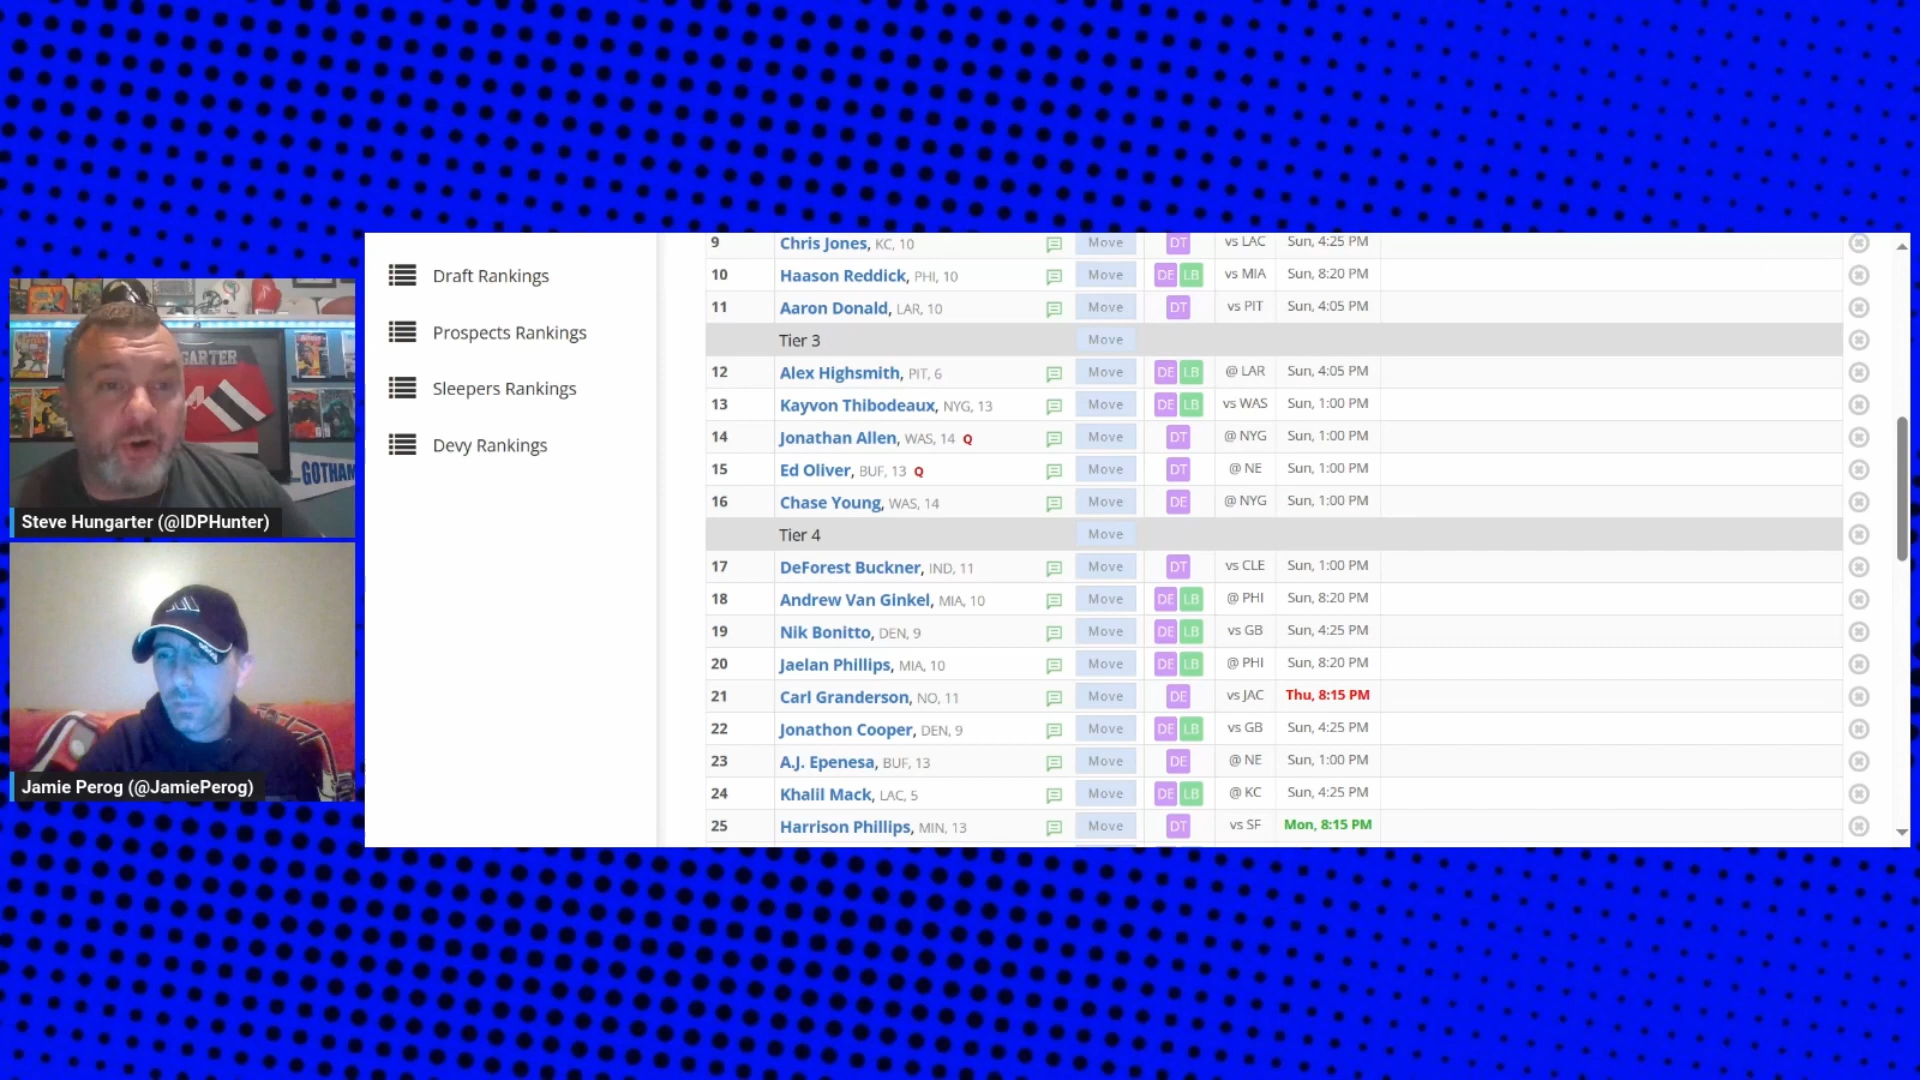 GARTER
GOTHAM
Steve Hungarter (@IDPHunter)
Jamie Perog (@JamiePerog)
Draft Rankings
Prospects Rankings
Sleepers Rankings
Devy Rankings
9 Chris Jones, KC, 10 Move DT vs LAC Sun, 4:25 PM
10 Haason Reddick, PHI, 10 Move DE LB vs MIA Sun, 8:20 PM
11 Aaron Donald, LAR, 10 Move DT vs PIT Sun, 4:05 PM
Tier 3 Move
12 Alex Highsmith, PIT, 6 Move DE LB @ LAR Sun, 4:05 PM
13 Kayvon Thibodeaux, NYG, 13 Move DE LB vs WAS Sun, 1:00 PM
14 Jonathan Allen, WAS, 14 Q Move DT @ NYG Sun, 1:00 PM
15 Ed Oliver, BUF, 13 Q Move DT @ NE Sun, 1:00 PM
16 Chase Young, WAS, 14 Move DE @ NYG Sun, 1:00 PM
Tier 4 Move
17 DeForest Buckner, IND, 11 Move DT vs CLE Sun, 1:00 PM
18 Andrew Van Ginkel, MIA, 10 Move DE LB @ PHI Sun, 8:20 PM
19 Nik Bonitto, DEN, 9 Move DE LB vs GB Sun, 4:25 PM
20 Jaelan Phillips, MIA, 10 Move DE LB @ PHI Sun, 8:20 PM
21 Carl Granderson, NO, 11 Move DE vs JAC Thu, 8:15 PM
22 Jonathon Cooper, DEN, 9 Move DE LB vs GB Sun, 4:25 PM
23 A.J. Epenesa, BUF, 13 Move DE @ NE Sun, 1:00 PM
24 Khalil Mack, LAC, 5 Move DE LB @ KC Sun, 4:25 PM
25 Harrison Phillips, MIN, 13 Move DT vs SF Mon, 8:15 PM